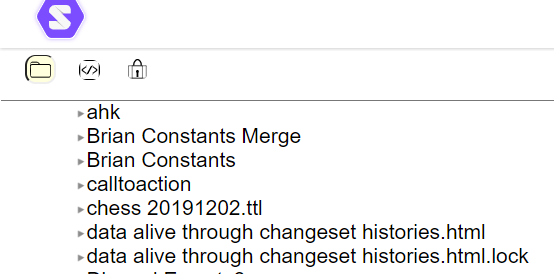 ahk
Brian Constants Merge
Brian Constants
calltoaction
chess 20191202.ttl
data alive through changeset histories.html
data alive through changeset histories.html.lock